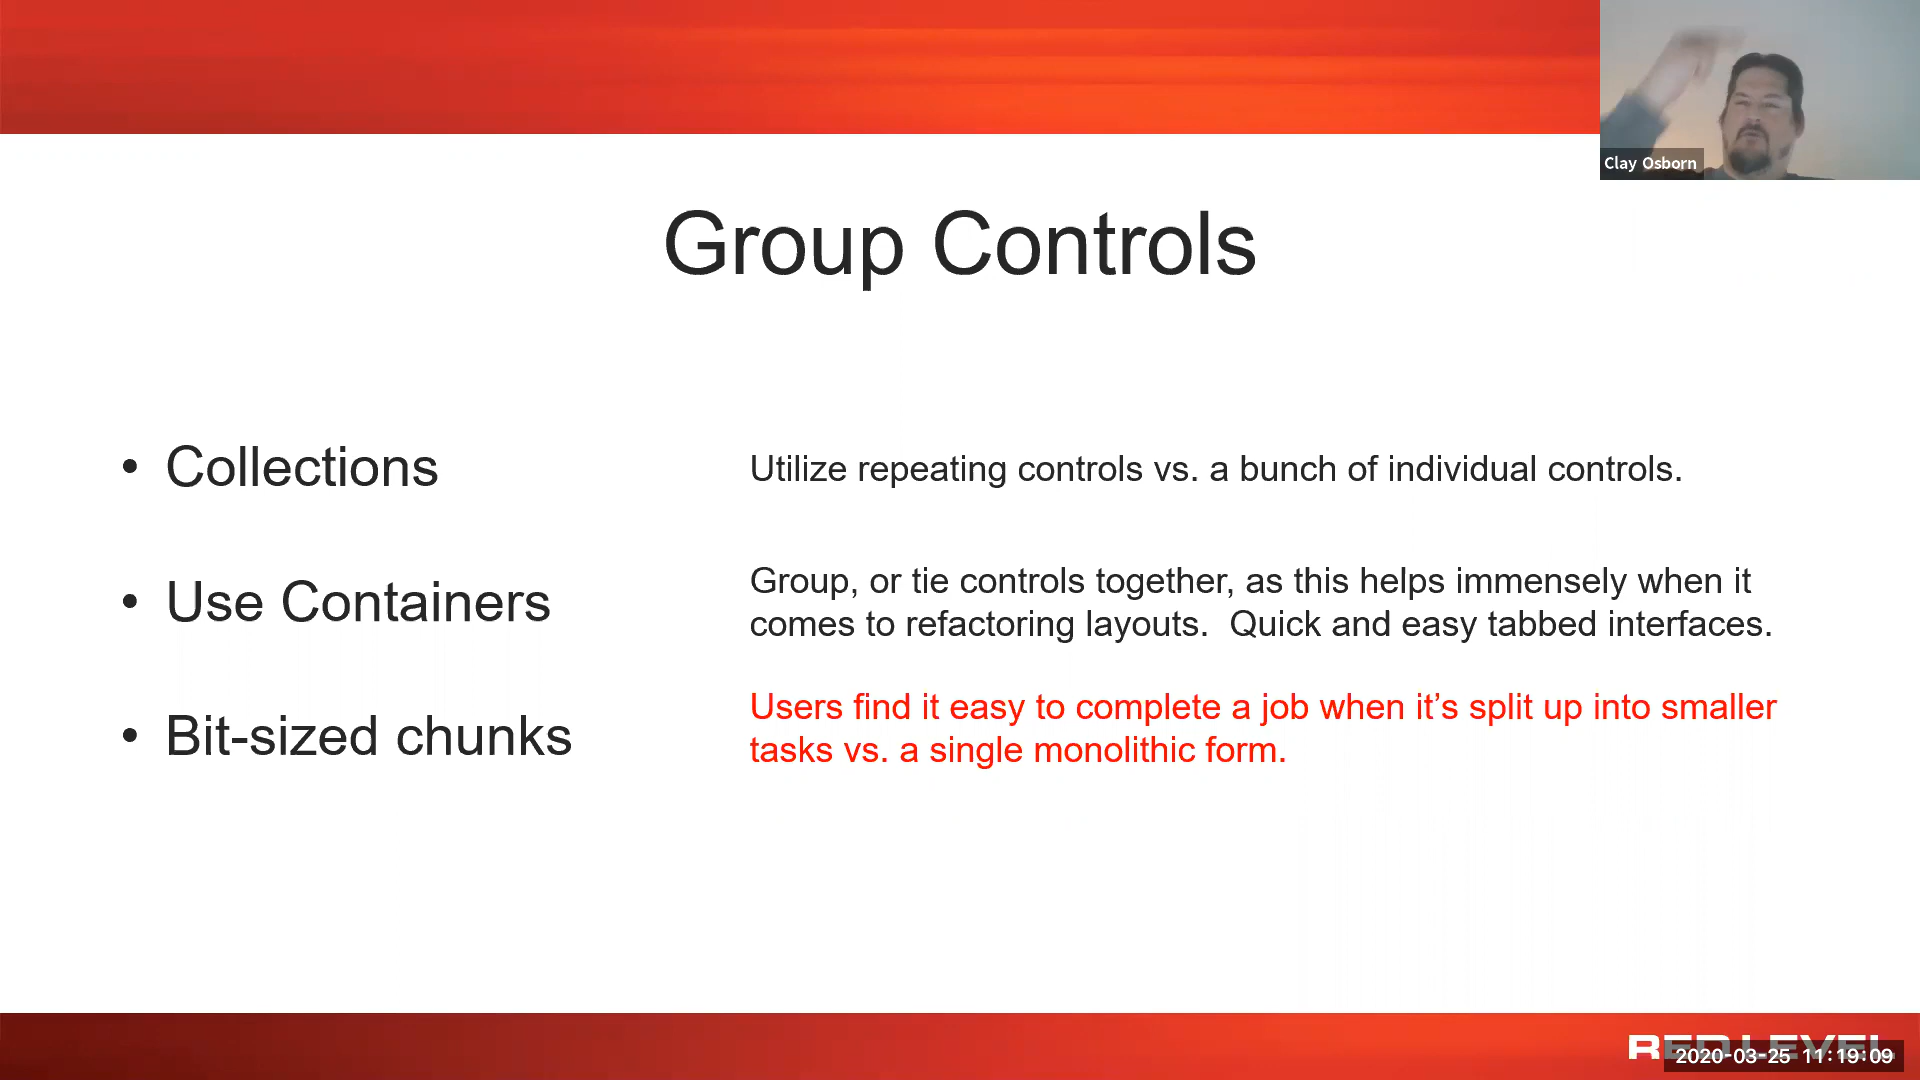 Clay Osborn
Group Controls
• Collections
Utilize repeating controls vs. a bunch of individual controls.
• Use Containers
Group, or tie controls together, as this helps immensely when it
comes to refactoring layouts.  Quick and easy tabbed interfaces.
• Bit-sized chunks
Users find it easy to complete a job when it’s split up into smaller
tasks vs. a single monolithic form.
RED LEVEL
2020-03-25 11:19:09